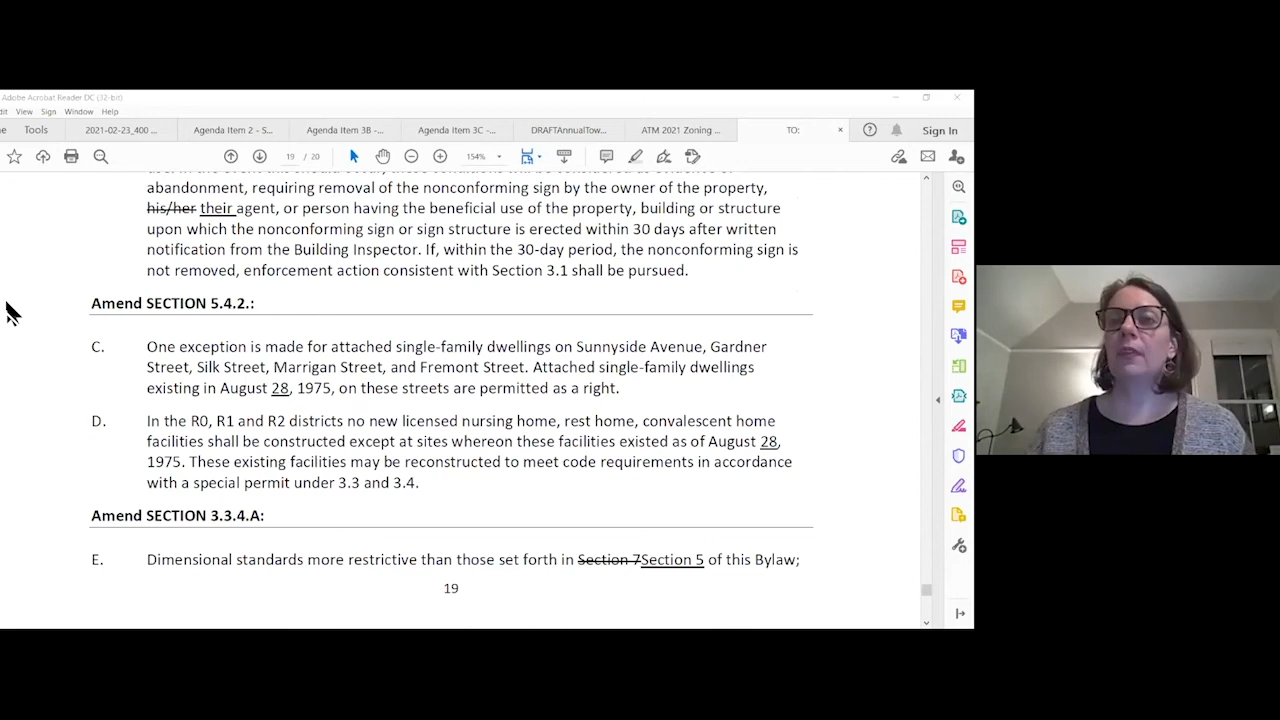 Adobe Acrobat Reader DC (32-bit)
dit View Sign Window Help
e Tools 2021-02-23_400 ... Agenda Item 2 - S... Agenda Item 3B -... Agenda Item 3C -... DRAFTAnnualTow... ATM 2021 Zoning ... TO: × Sign In
19 / 20 154%
abandonment, requiring removal of the nonconforming sign by the owner of the property,
his/her their agent, or person having the beneficial use of the property, building or structure
upon which the nonconforming sign or sign structure is erected within 30 days after written
notification from the Building Inspector. If, within the 30-day period, the nonconforming sign is
not removed, enforcement action consistent with Section 3.1 shall be pursued.
Amend SECTION 5.4.2.:
C. One exception is made for attached single-family dwellings on Sunnyside Avenue, Gardner
Street, Silk Street, Marrigan Street, and Fremont Street. Attached single-family dwellings
existing in August 28, 1975, on these streets are permitted as a right.
D. In the R0, R1 and R2 districts no new licensed nursing home, rest home, convalescent home
facilities shall be constructed except at sites whereon these facilities existed as of August 28,
1975. These existing facilities may be reconstructed to meet code requirements in accordance
with a special permit under 3.3 and 3.4.
Amend SECTION 3.3.4.A:
E. Dimensional standards more restrictive than those set forth in Section 7Section 5 of this Bylaw;
19